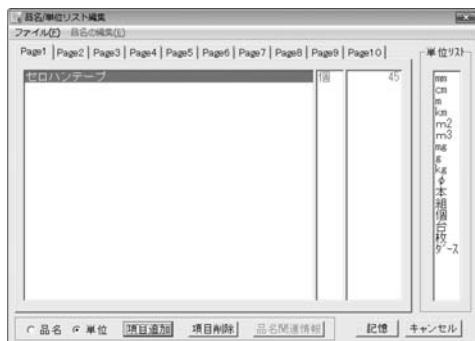 品名/単位リスト編集
ファイル(F) 品名の編集(E)
Page1 Page2 Page3 Page4 Page5 Page6 Page7 Page8 Page9 Page10
単位リスト
セロハンテープ 個 45
mm
cm
m
km
m2
m3
mg
g
kg
φ
本
組
個
台
枚
ダース
品名 単位 項目追加 項目削除 品名関連情報 記憶 キャンセル